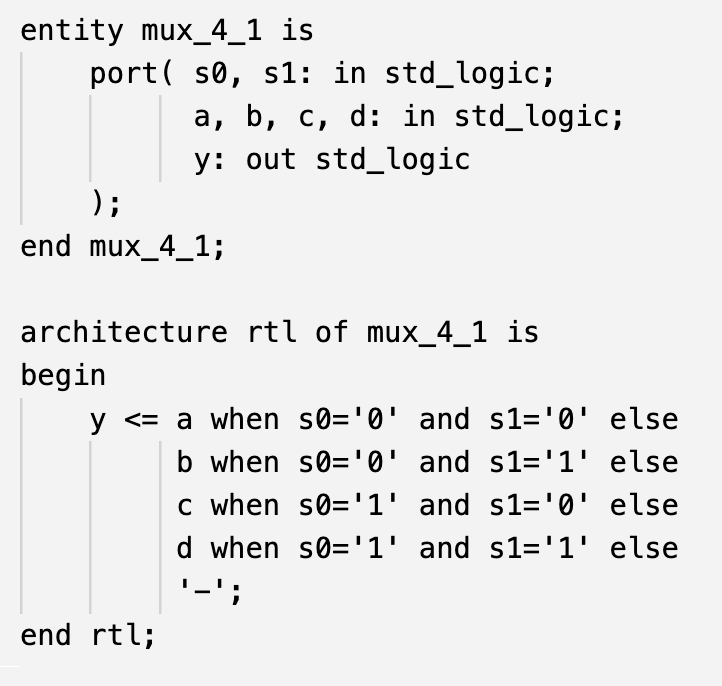 entity mux_4_1 is
port( s0, s1: in std_logic;
a, b, c, d: in std_logic;
y: out std_logic
);
end mux_4_1;
architecture rtl of mux_4_1 is
begin
y <= a when s0='0' and s1='0' else
b when s0='0' and s1='1' else
c when s0='1' and s1='0' else
d when s0='1' and s1='1' else
'-';
end rtl;